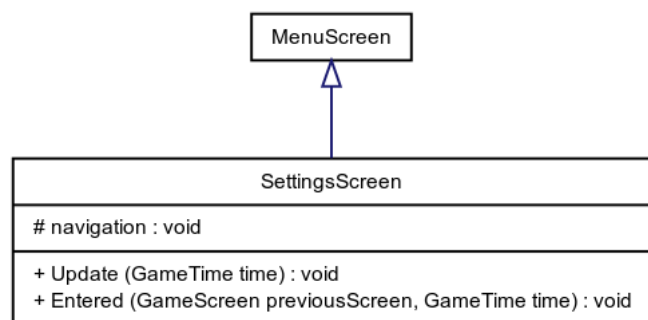 MenuScreen
SettingsScreen
# navigation : void
+ Update (GameTime time) : void
+ Entered (GameScreen previousScreen, GameTime time) : void